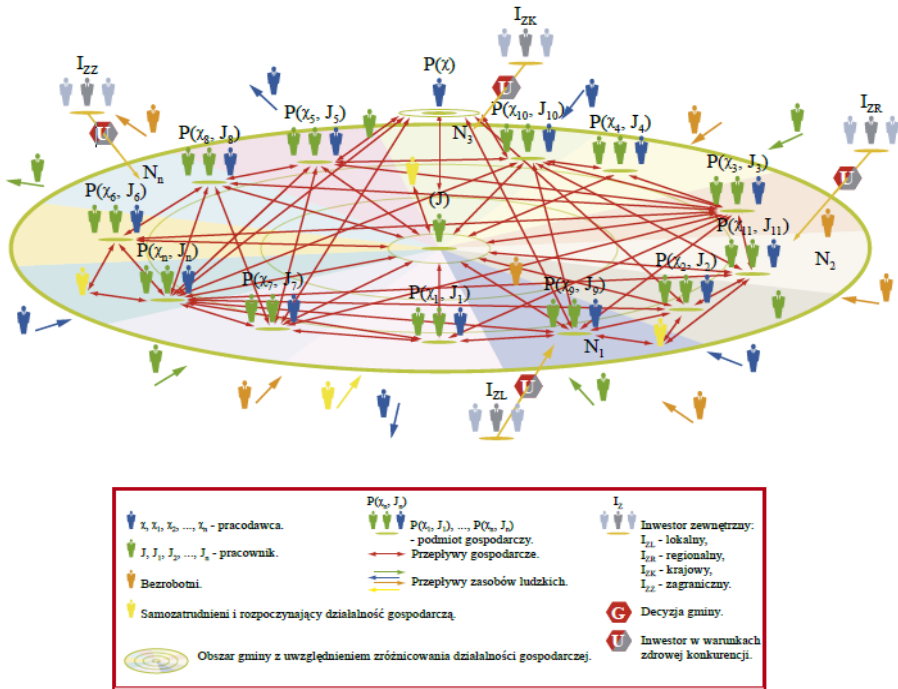 I_ZK
I_ZZ
P(χ)
I_ZR
U
U
P(χ₅, J₅)
P(χ₁₀, J₁₀)
P(χ₈, J₈)
N₃
P(χ₄, J₄)
U
Nₙ
P(χ₃, J₃)
P(χ₆, J₆)
(J)
P(χ₁₁, J₁₁)
P(χₙ, Jₙ)
N₂
P(χ₇, J₇)
P(χ₂, J₂)
P(χ₁, J₁)
P(χ₉, J₉)
N₁
I_ZL
U
P(χₙ, Jₙ)
I_Z
χ, χ₁, χ₂, ..., χₙ - pracodawca.
P(χ₁, J₁), ..., P(χₙ, Jₙ)
- podmiot gospodarczy.
Inwestor zewnętrzny:
I_ZL - lokalny,
I_ZR - regionalny,
I_ZK - krajowy,
I_ZZ - zagraniczny.
J, J₁, J₂, ..., Jₙ - pracownik.
Przepływy gospodarcze.
Bezrobotni.
Przepływy zasobów ludzkich.
Samozatrudnieni i rozpoczynający działalność gospodarczą.
G Decyzja gminy.
Obszar gminy z uwzględnieniem zróżnicowania działalności gospodarczej.
U Inwestor w warunkach
zdrowej konkurencji.